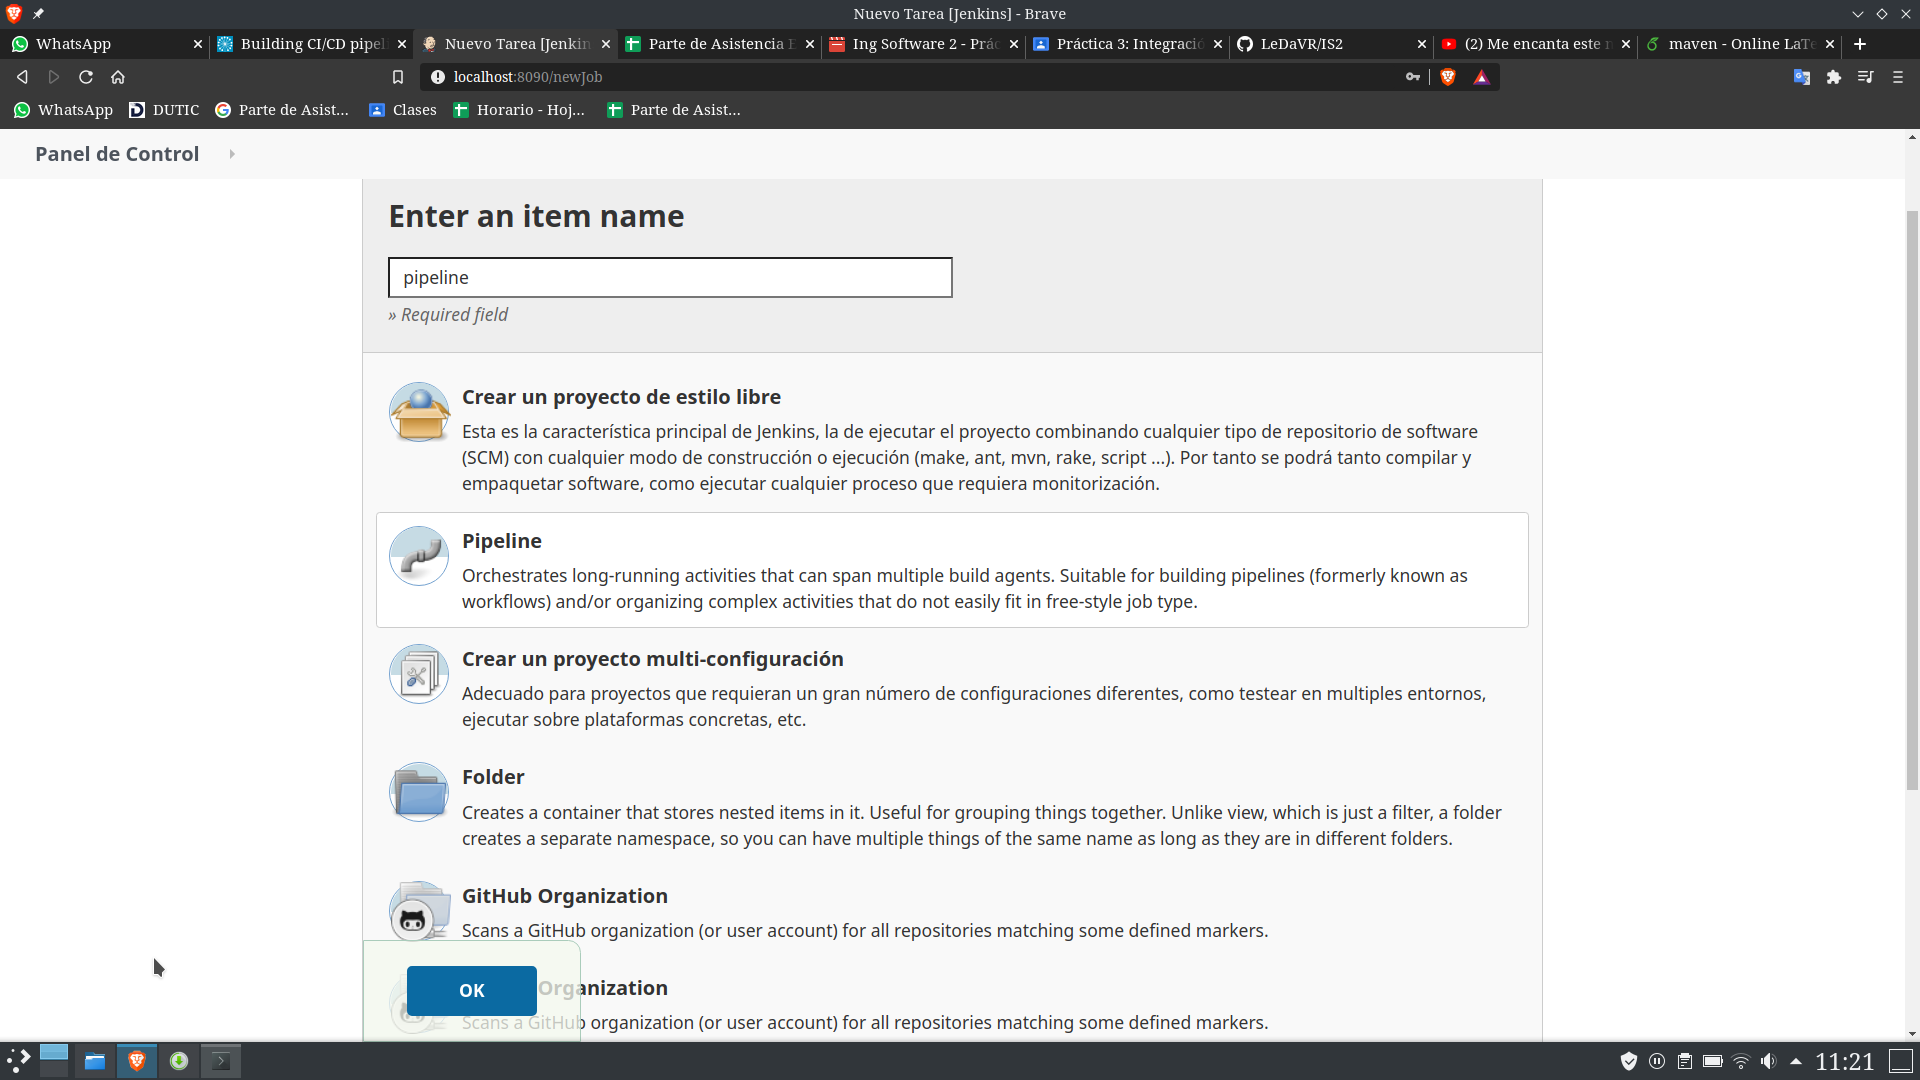 Nuevo Tarea [Jenkins] - Brave
WhatsApp
Building CI/CD pipel
Nuevo Tarea [Jenkin
Parte de Asistencia E
Ing Software 2 - Prác
Práctica 3: Integració
LeDaVR/IS2
(2) Me encanta este n
maven - Online LaTe
localhost:8090/newJob
WhatsApp
DUTIC
Parte de Asist...
Clases
Horario - Hoj...
Parte de Asist...
Panel de Control
Enter an item name
pipeline
» Required field
Crear un proyecto de estilo libre
Esta es la característica principal de Jenkins, la de ejecutar el proyecto combinando cualquier tipo de repositorio de software
(SCM) con cualquier modo de construcción o ejecución (make, ant, mvn, rake, script ...). Por tanto se podrá tanto compilar y
empaquetar software, como ejecutar cualquier proceso que requiera monitorización.
Pipeline
Orchestrates long-running activities that can span multiple build agents. Suitable for building pipelines (formerly known as
workflows) and/or organizing complex activities that do not easily fit in free-style job type.
Crear un proyecto multi-configuración
Adecuado para proyectos que requieran un gran número de configuraciones diferentes, como testear en multiples entornos,
ejecutar sobre plataformas concretas, etc.
Folder
Creates a container that stores nested items in it. Useful for grouping things together. Unlike view, which is just a filter, a folder
creates a separate namespace, so you can have multiple things of the same name as long as they are in different folders.
GitHub Organization
Scans a GitHub organization (or user account) for all repositories matching some defined markers.
OK
Organization
Scans a GitHub organization (or user account) for all repositories matching some defined markers.
11:21